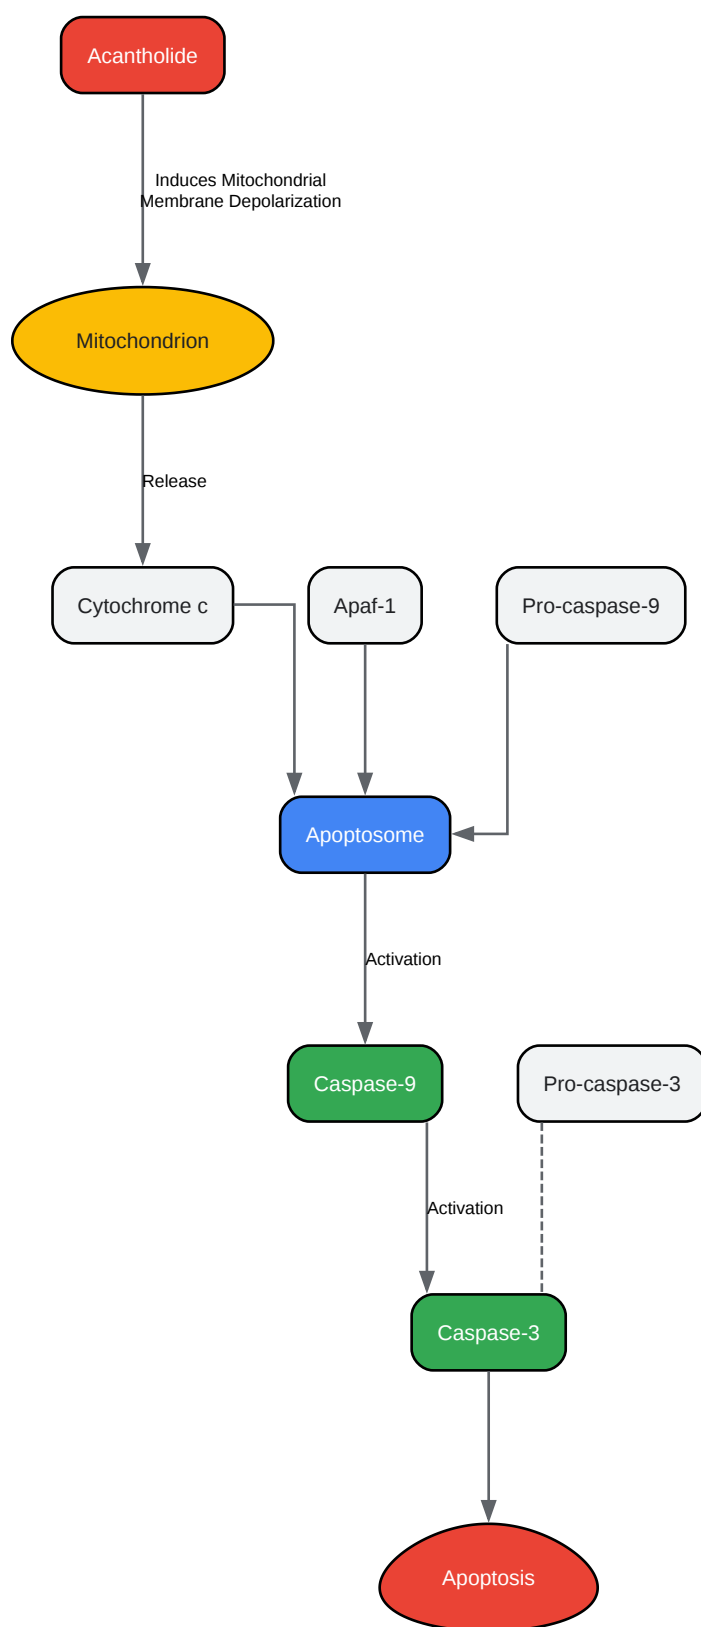 Acantholide
Induces Mitochondrial
Membrane Depolarization
Mitochondrion
Release
Cytochrome c
Apaf-1
Pro-caspase-9
Apoptosome
Activation
Caspase-9
Pro-caspase-3
Activation
Caspase-3
Apoptosis